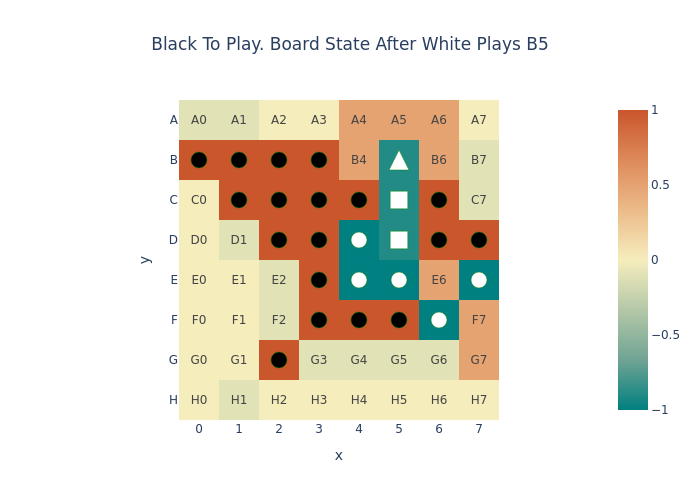 Black To Play. Board State After White Plays B5
A A0 A1 A2 A3 A4 A5 A6 A7 1
B B4 B6 B7
C C0 C7 0.5
D D0 D1
y E E0 E1 E2 E6 0
F F0 F1 F2 F7 −0.5
G G0 G1 G3 G4 G5 G6 G7
H H0 H1 H2 H3 H4 H5 H6 H7 −1
0 1 2 3 4 5 6 7
x